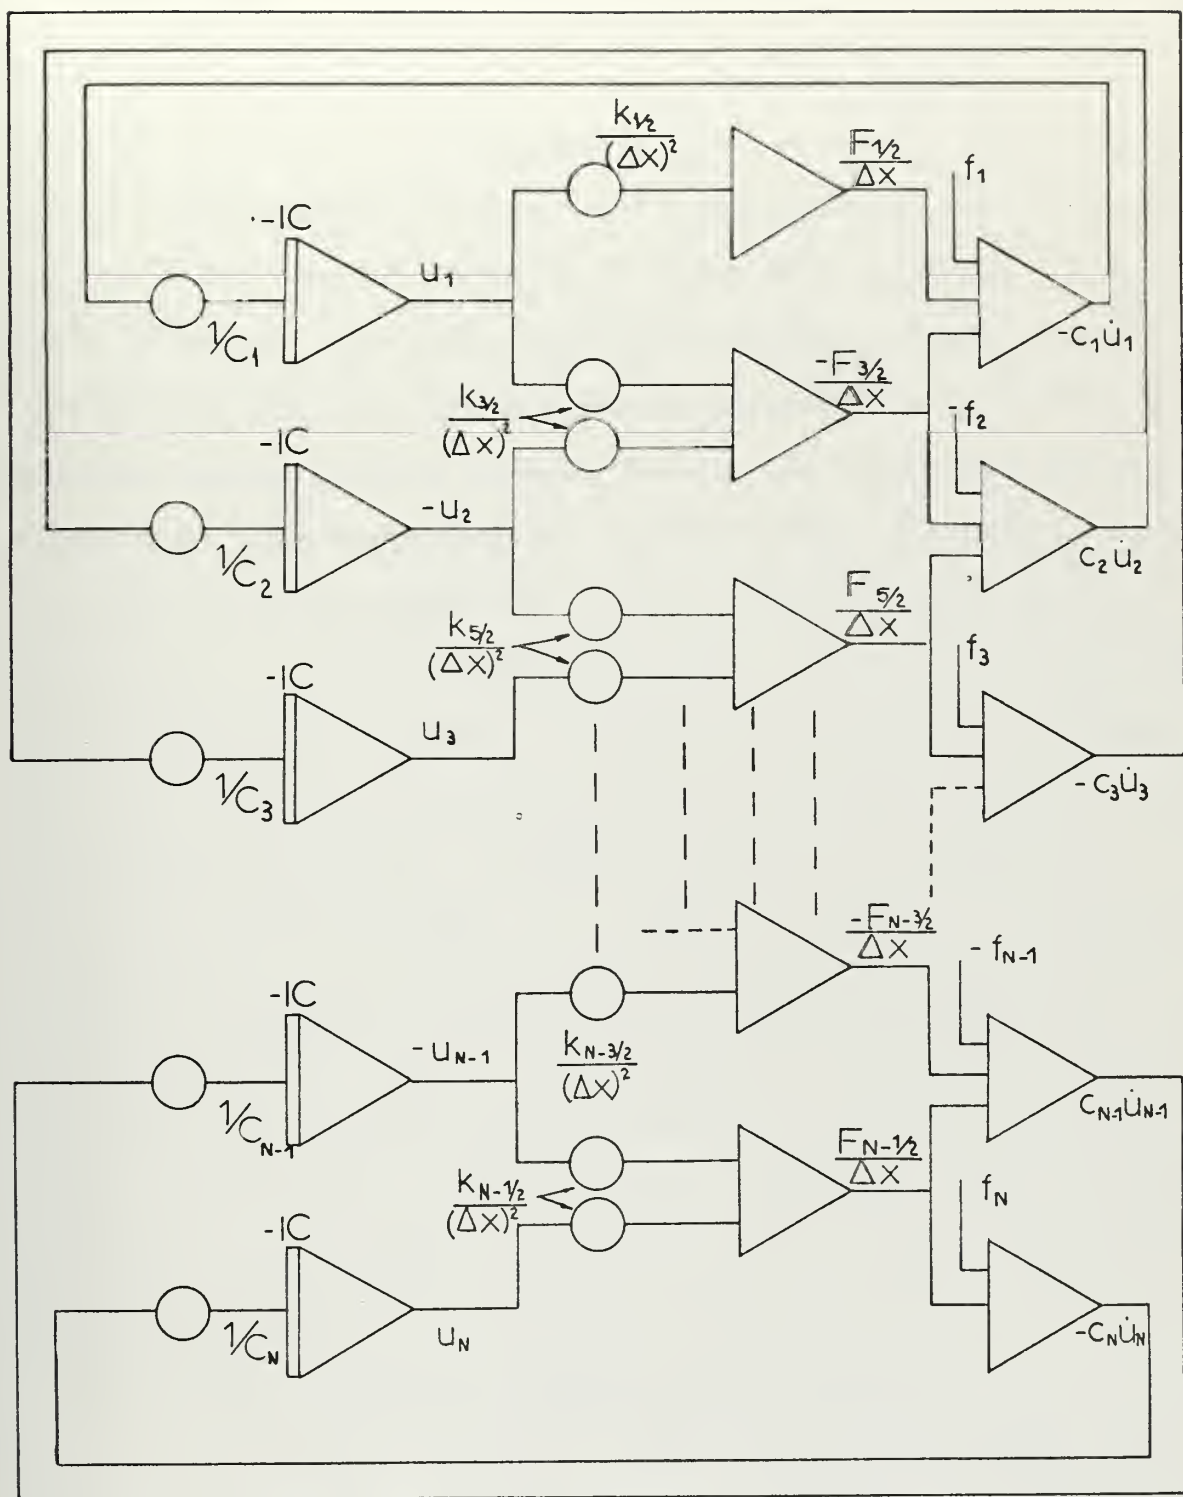 k1/2
(Δx)²
F1/2
Δx
f1
-IC
u1
1/C1
-c1u̇1
k3/2
(Δx)²
-F3/2
Δx
-f2
-IC
-u2
1/C2
c2u̇2
k5/2
(Δx)²
F5/2
Δx
f3
-IC
u3
1/C3
-c3u̇3
-FN-3/2
Δx
-fN-1
-IC
-uN-1
kN-3/2
(Δx)²
1/CN-1
cN-1u̇N-1
kN-1/2
(Δx)²
FN-1/2
Δx
fN
-IC
uN
1/CN
-cNu̇N